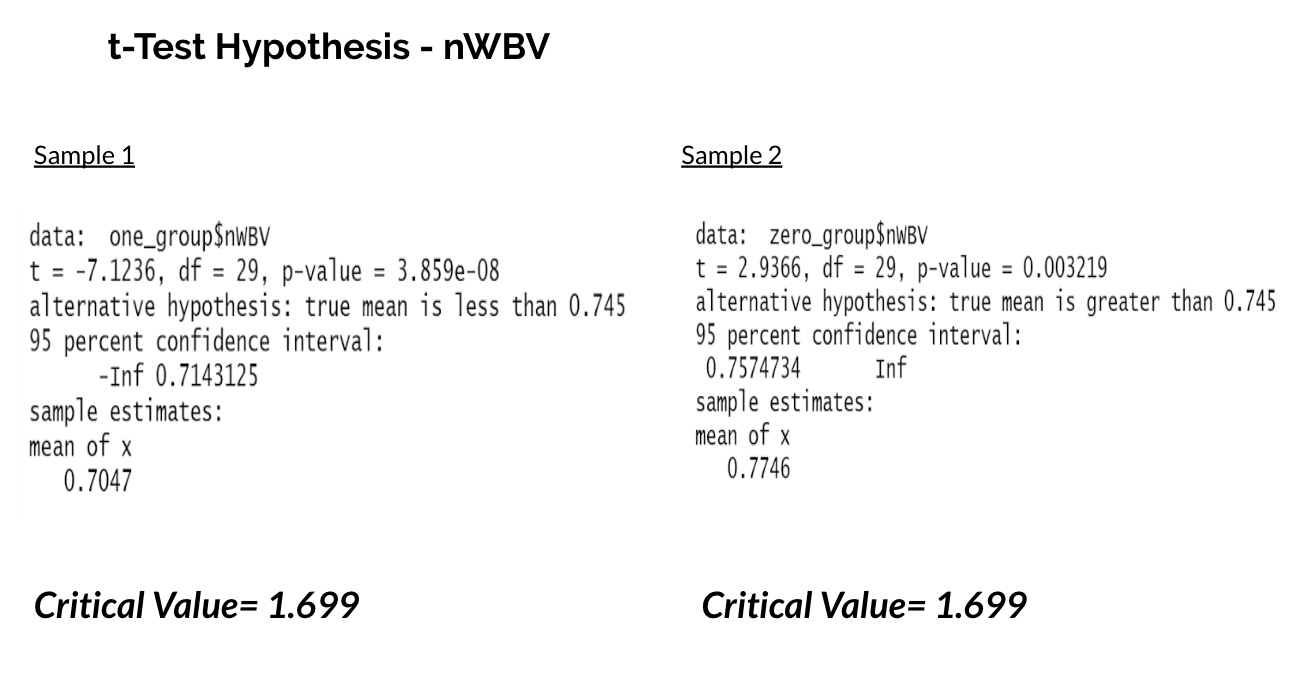 t-Test Hypothesis - nWBV
Sample 1
data:  one_group$nWBV
t = -7.1236, df = 29, p-value = 3.859e-08
alternative hypothesis: true mean is less than 0.745
95 percent confidence interval:
-Inf 0.7143125
sample estimates:
mean of x
0.7047
Critical Value= 1.699
Sample 2
data:  zero_group$nWBV
t = 2.9366, df = 29, p-value = 0.003219
alternative hypothesis: true mean is greater than 0.745
95 percent confidence interval:
0.7574734       Inf
sample estimates:
mean of x
0.7746
Critical Value= 1.699